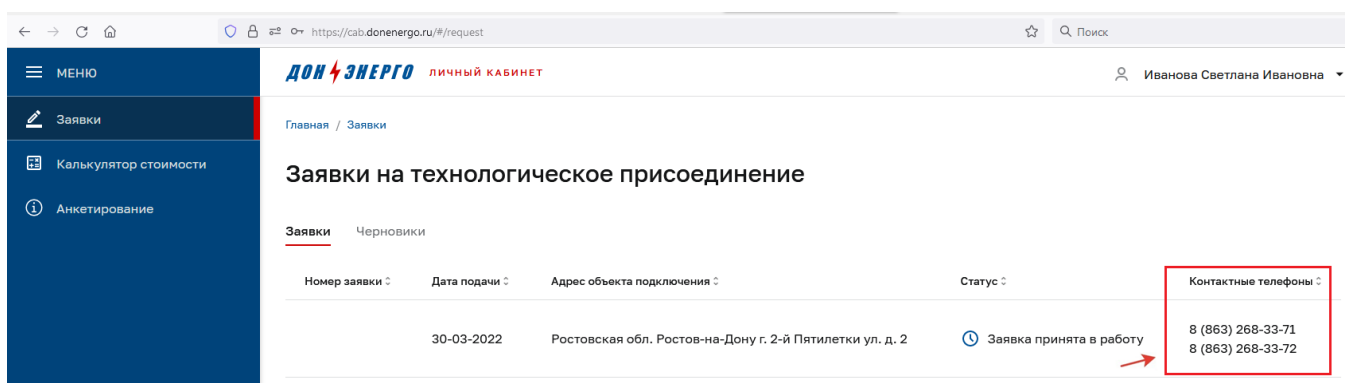 https://cab.donenergo.ru/#/request
Поиск
МЕНЮ
ДОН ЭНЕРГО ЛИЧНЫЙ КАБИНЕТ
Иванова Светлана Ивановна
Заявки
Главная / Заявки
Калькулятор стоимости
Заявки на технологическое присоединение
Анкетирование
Заявки Черновики
Номер заявки Дата подачи Адрес объекта подключения Статус Контактные телефоны
30-03-2022 Ростовская обл. Ростов-на-Дону г. 2-й Пятилетки ул. д. 2 Заявка принята в работу
8 (863) 268-33-71
8 (863) 268-33-72